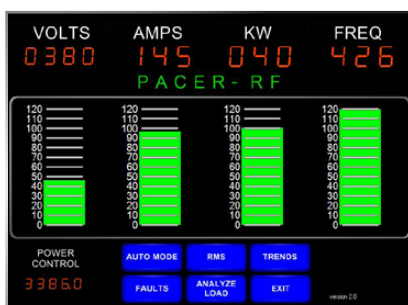 VOLTS AMPS KW FREQ
0380 145 040 426
PACER-RF
120 120 120 120
110 110 110 110
100 100 100 100
90 90 90 90
80 80 80 80
70 70 70 70
60 60 60 60
50 50 50 50
40 40 40 40
30 30 30 30
20 20 20 20
10 10 10 10
0 0 0 0
POWER CONTROL
3386.0
AUTO MODE RMS TRENDS
FAULTS ANALYZE LOAD EXIT
version 2.0